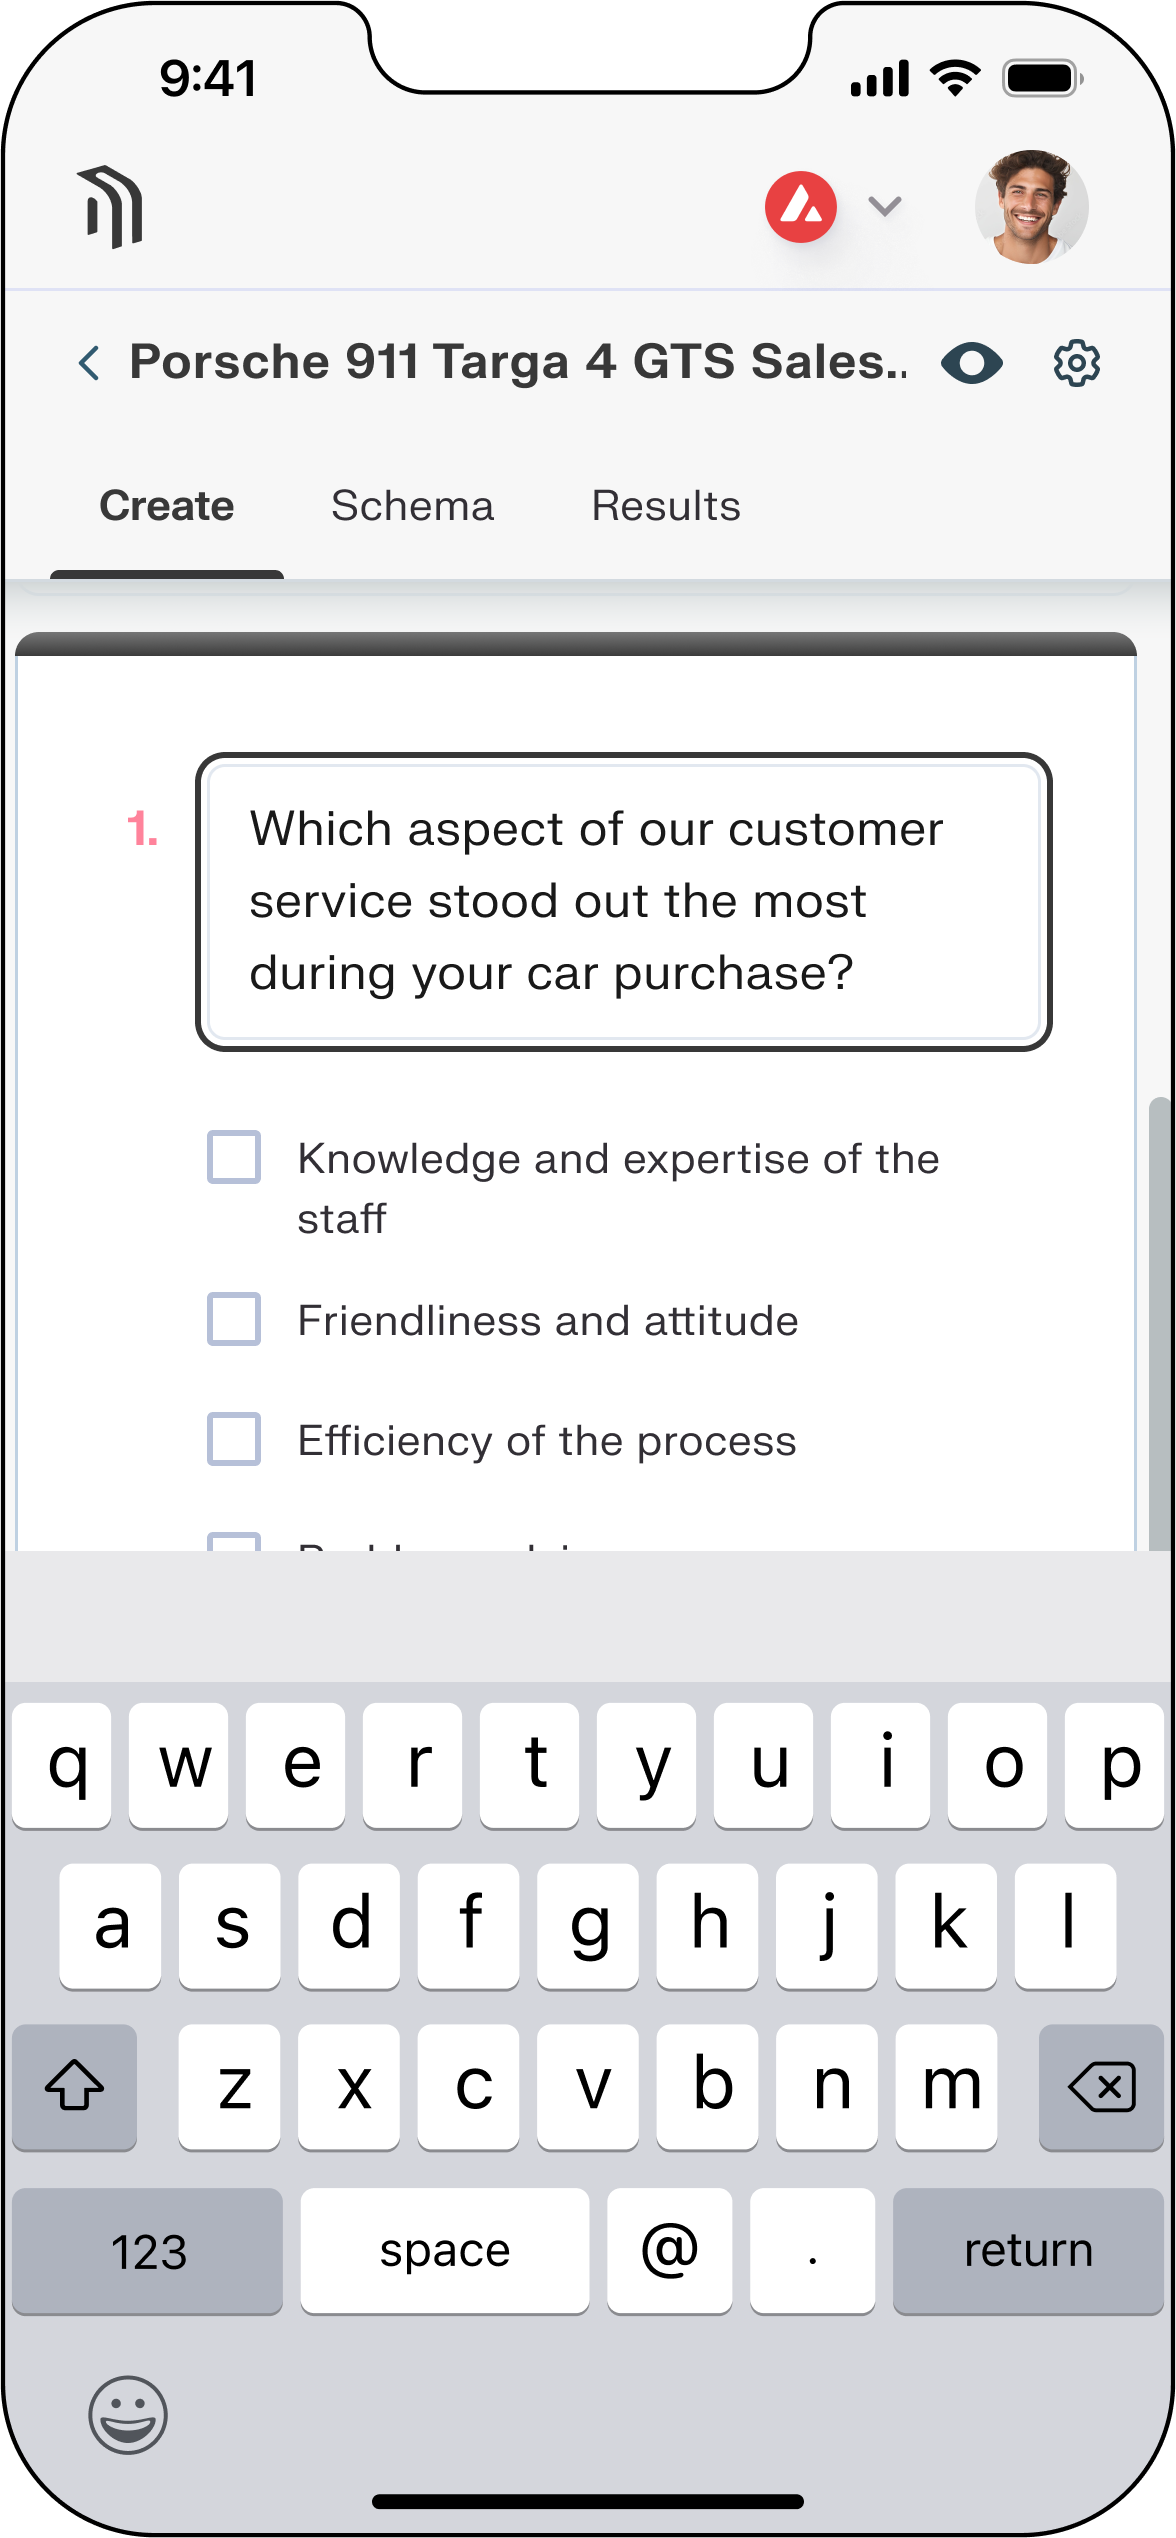 9:41
Porsche 911 Targa 4 GTS Sales..
Create Schema Results
1. Which aspect of our customer
service stood out the most
during your car purchase?
Knowledge and expertise of the
staff
Friendliness and attitude
Efficiency of the process
q w e r t y u i o p
a s d f g h j k l
z x c v b n m
123 space @ . return